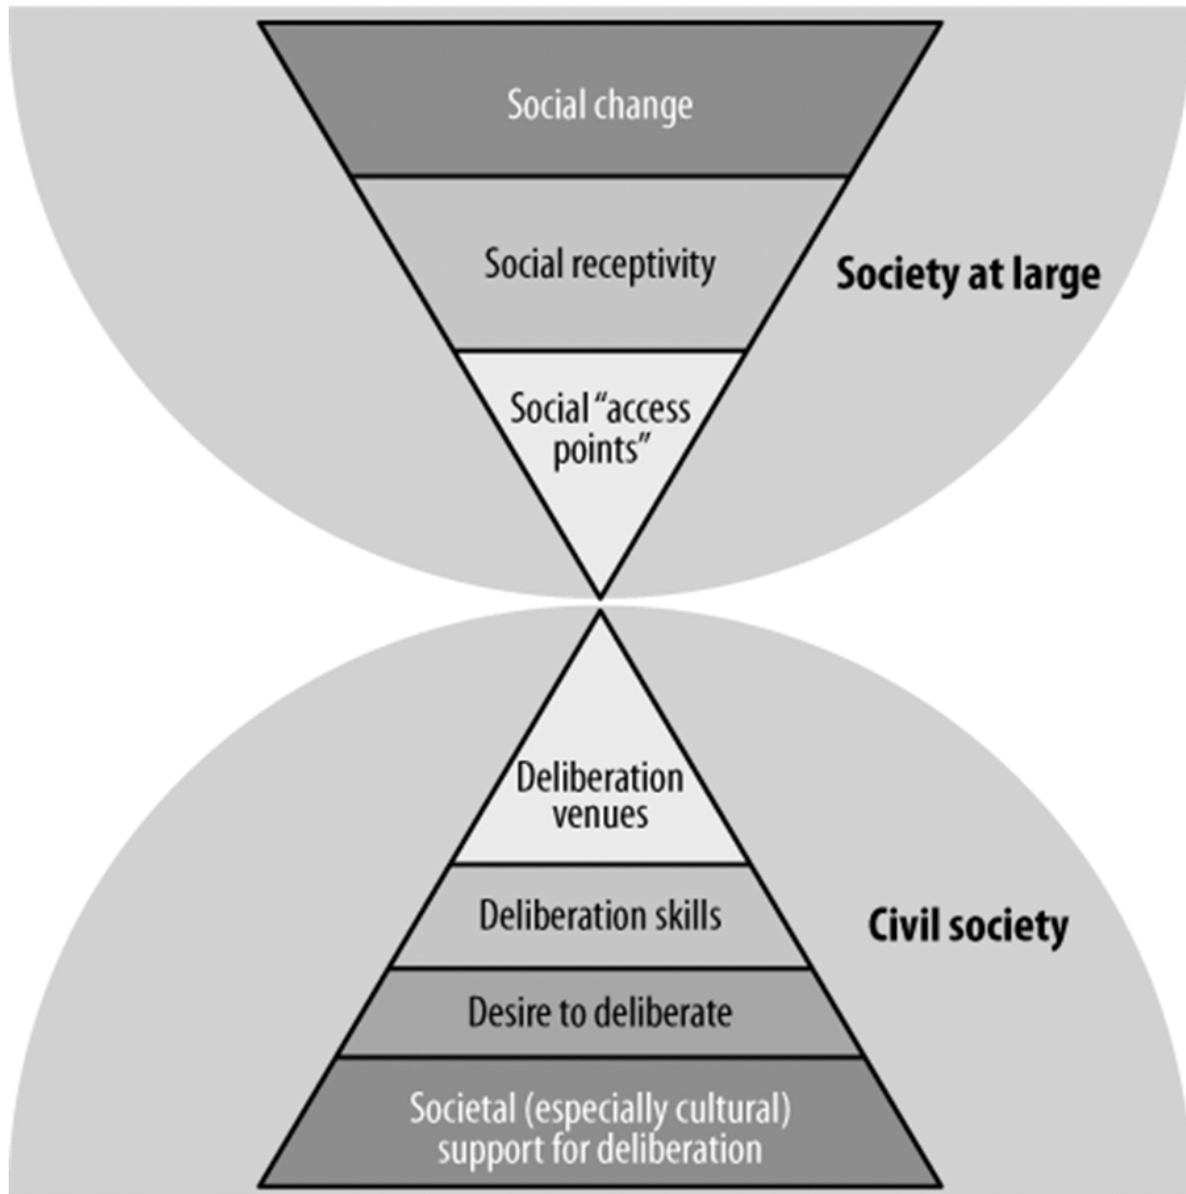 Social change
Social receptivity
Society at large
Social “access
points”
Deliberation
venues
Deliberation skills
Civil society
Desire to deliberate
Societal (especially cultural)
support for deliberation